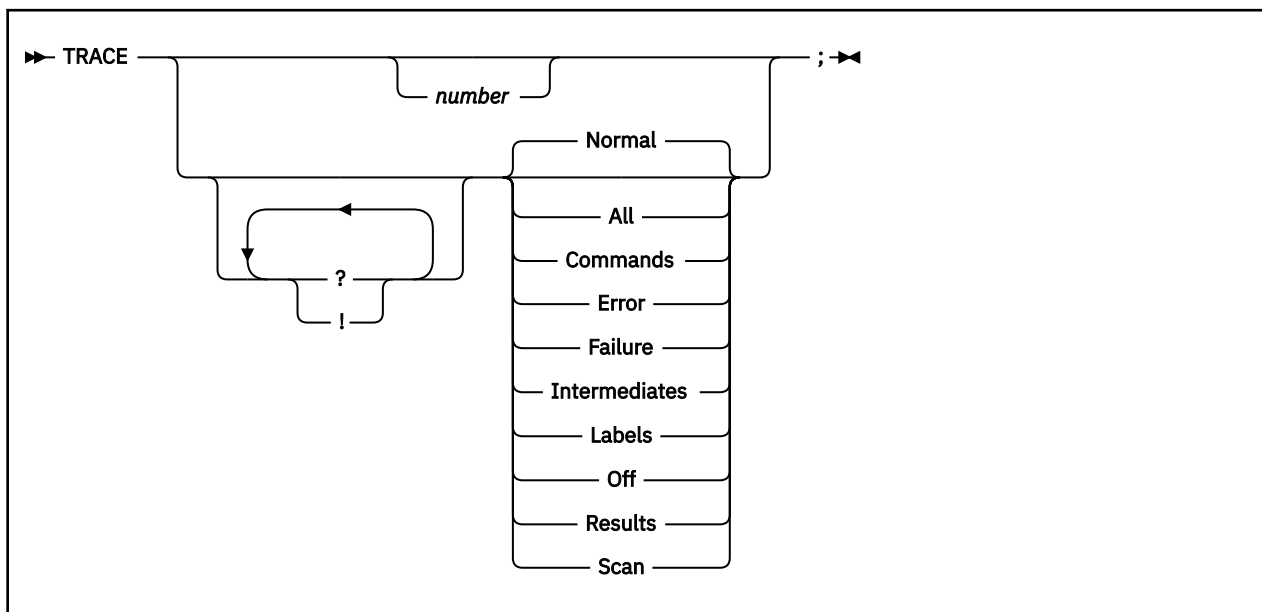 TRACE ;
number
Normal
All
Commands
?
Error
!
Failure
Intermediates
Labels
Off
Results
Scan